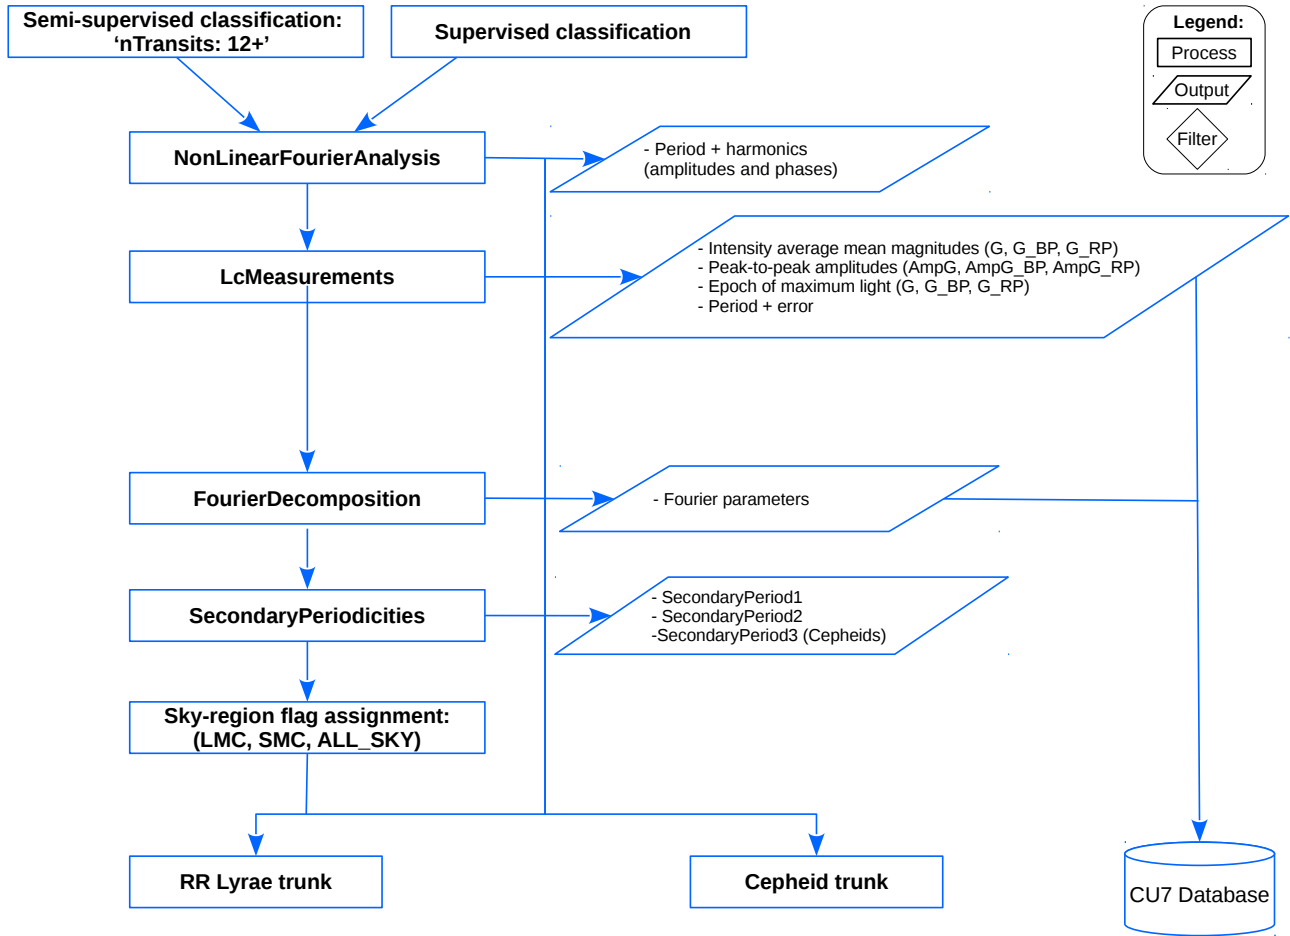 Semi-supervised classification:
‘nTransits: 12+’
Supervised classification
Legend:
Process
Output
Filter
NonLinearFourierAnalysis
- Period + harmonics
(amplitudes and phases)
LcMeasurements
- Intensity average mean magnitudes (G, G_BP, G_RP)
- Peak-to-peak amplitudes (AmpG, AmpG_BP, AmpG_RP)
- Epoch of maximum light (G, G_BP, G_RP)
- Period + error
FourierDecomposition
- Fourier parameters
SecondaryPeriodicities
- SecondaryPeriod1
- SecondaryPeriod2
-SecondaryPeriod3 (Cepheids)
Sky-region flag assignment:
(LMC, SMC, ALL_SKY)
RR Lyrae trunk
Cepheid trunk
CU7 Database